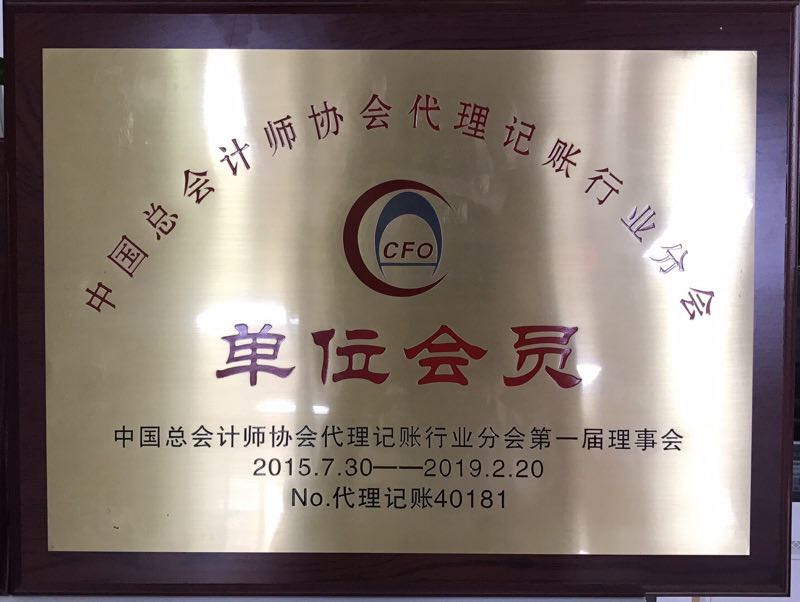 中国总会计师协会代理记账行业分会
CFO
单位会员
中国总会计师协会代理记账行业分会第一届理事会
2015.7.30——2019.2.20
No.代理记账40181